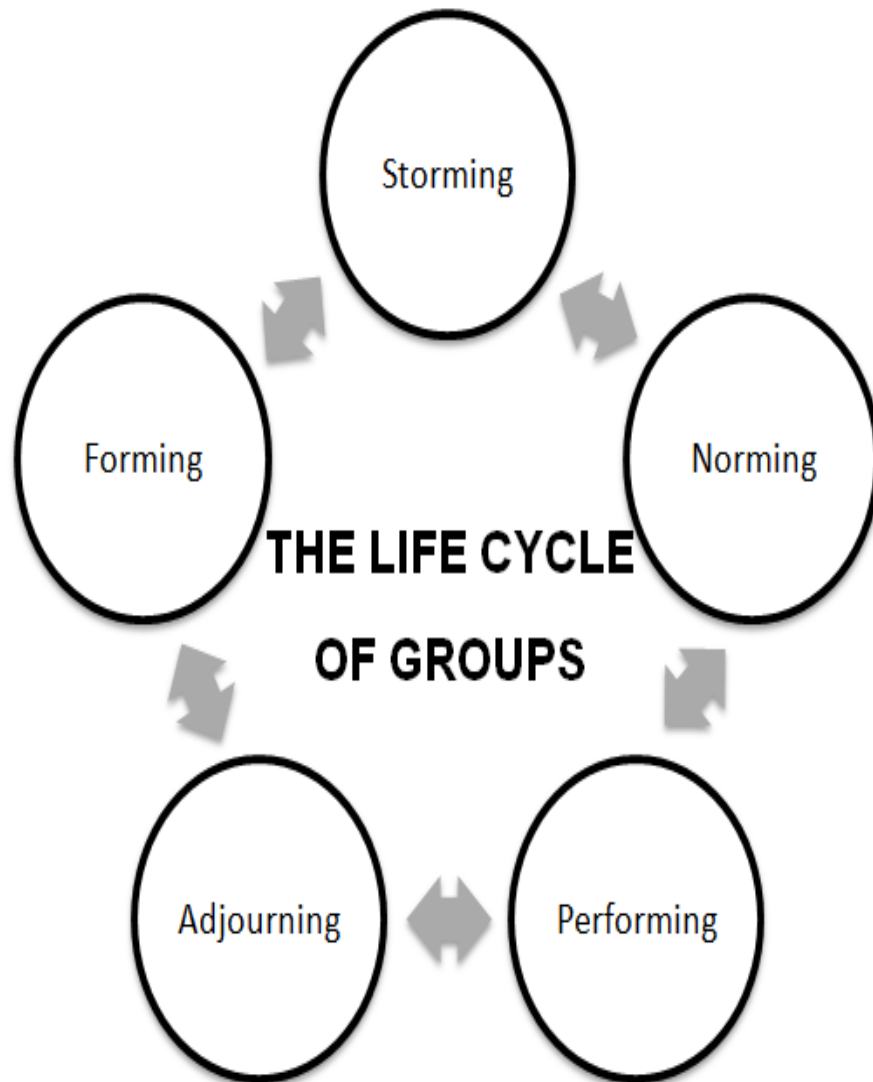 Storming
Forming
Norming
THE LIFE CYCLE
OF GROUPS
Adjourning
Performing